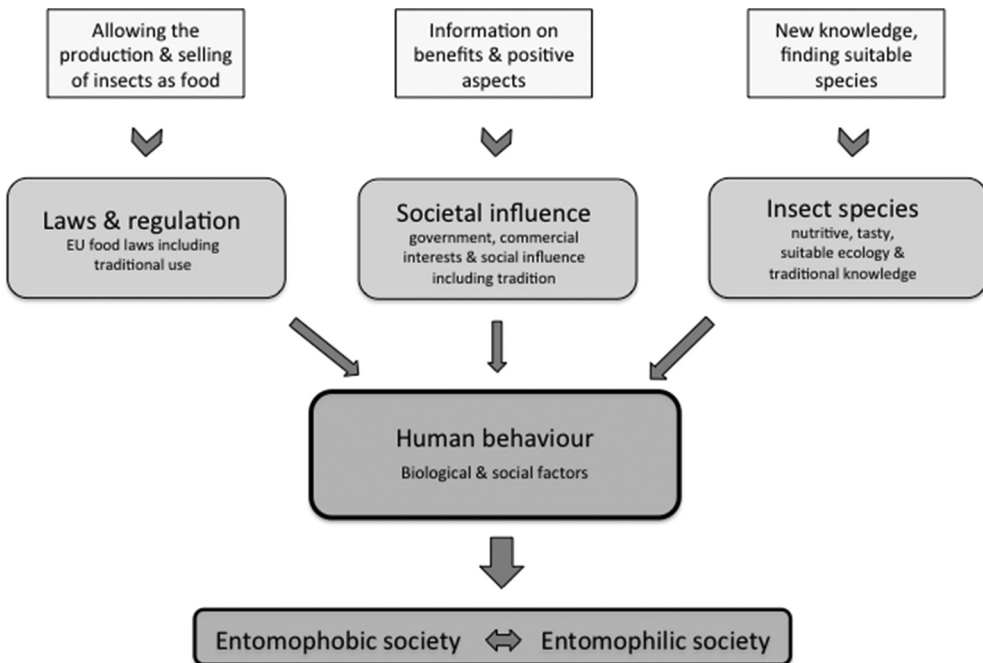 Allowing the
production & selling
of insects as food
Information on
benefits & positive
aspects
New knowledge,
finding suitable
species
Laws & regulation
EU food laws including
traditional use
Societal influence
government, commercial
interests & social influence
including tradition
Insect species
nutritive, tasty,
suitable ecology &
traditional knowledge
Human behaviour
Biological & social factors
Entomophobic society
Entomophilic society